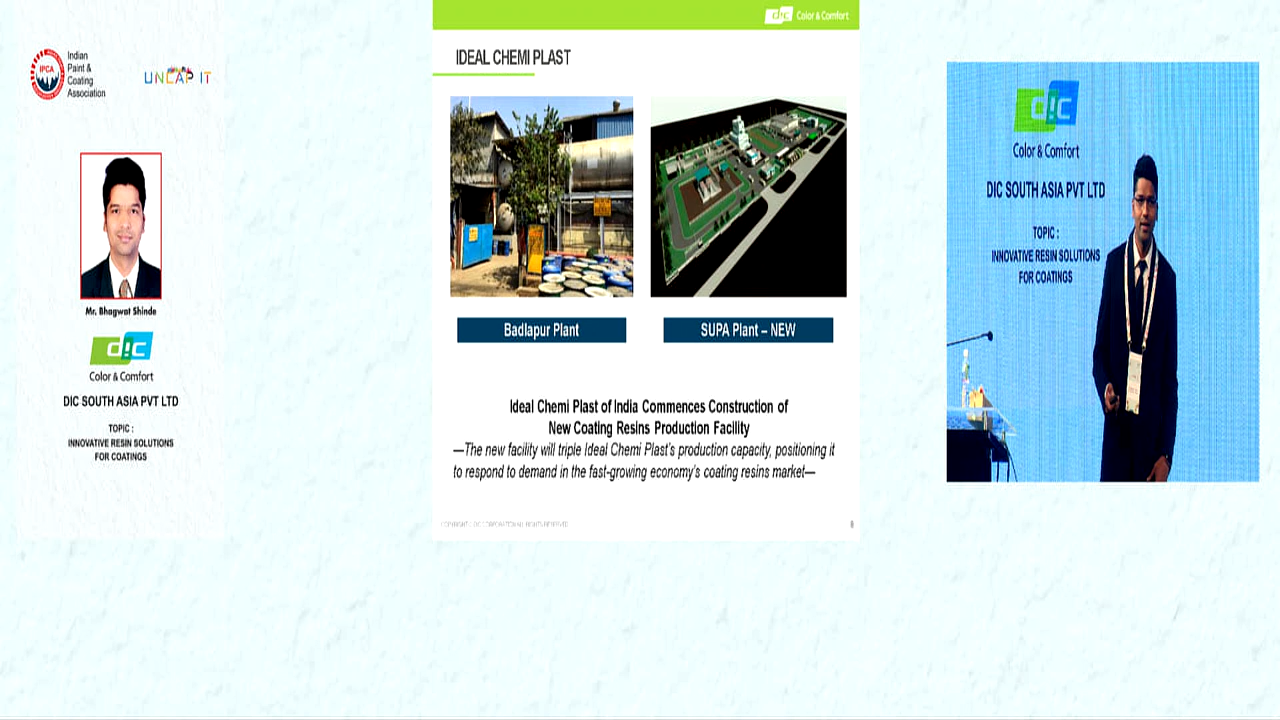 IPCA
Indian
Paint &
Coating
Association
UNCAP IT
Mr. Bhagwat Shinde
dic
Color & Comfort
DIC SOUTH ASIA PVT LTD
TOPIC :
INNOVATIVE RESIN SOLUTIONS
FOR COATINGS
dic Color & Comfort
IDEAL CHEMI PLAST
Badlapur Plant
SUPA Plant – NEW
Ideal Chemi Plast of India Commences Construction of
New Coating Resins Production Facility
—The new facility will triple Ideal Chemi Plast's production capacity, positioning it
to respond to demand in the fast-growing economy's coating resins market—
dic
Color & Comfort
DIC SOUTH ASIA PVT LTD
TOPIC :
INNOVATIVE RESIN SOLUTIONS
FOR COATINGS